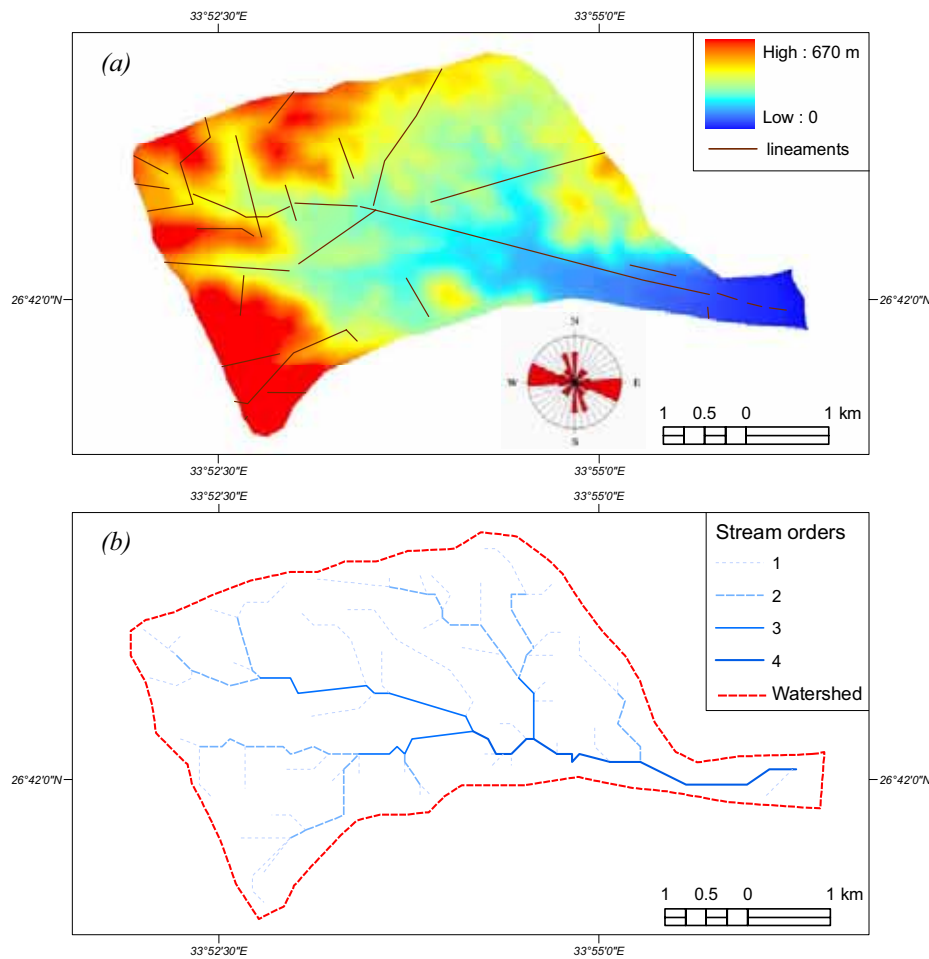 33°52'30"E 33°55'0"E
(a)
High : 670 m
Low : 0
lineaments
26°42'0"N 26°42'0"N
N
W E
S
1 0.5 0 1 km
33°52'30"E 33°55'0"E
33°52'30"E 33°55'0"E
(b)
Stream orders
1
2
3
4
Watershed
26°42'0"N 26°42'0"N
1 0.5 0 1 km
33°52'30"E 33°55'0"E